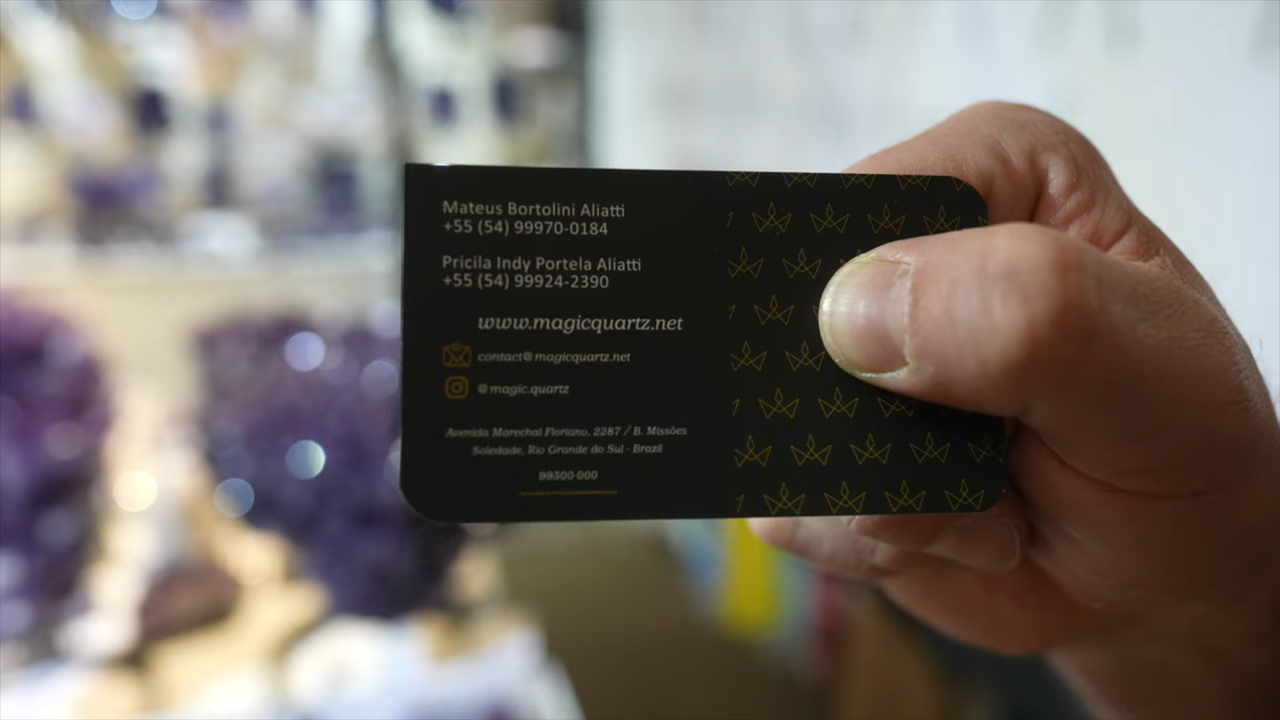 Mateus Bortolini Aliatti
+55 (54) 99970-0184
Pricila Indy Portela Aliatti
+55 (54) 99924-2390
www.magicquartz.net
contact@magicquartz.net
@magic.quartz
Avenida Marechal Floriano, 2287 / B. Missões
Soledade, Rio Grande do Sul - Brazil
99300-000